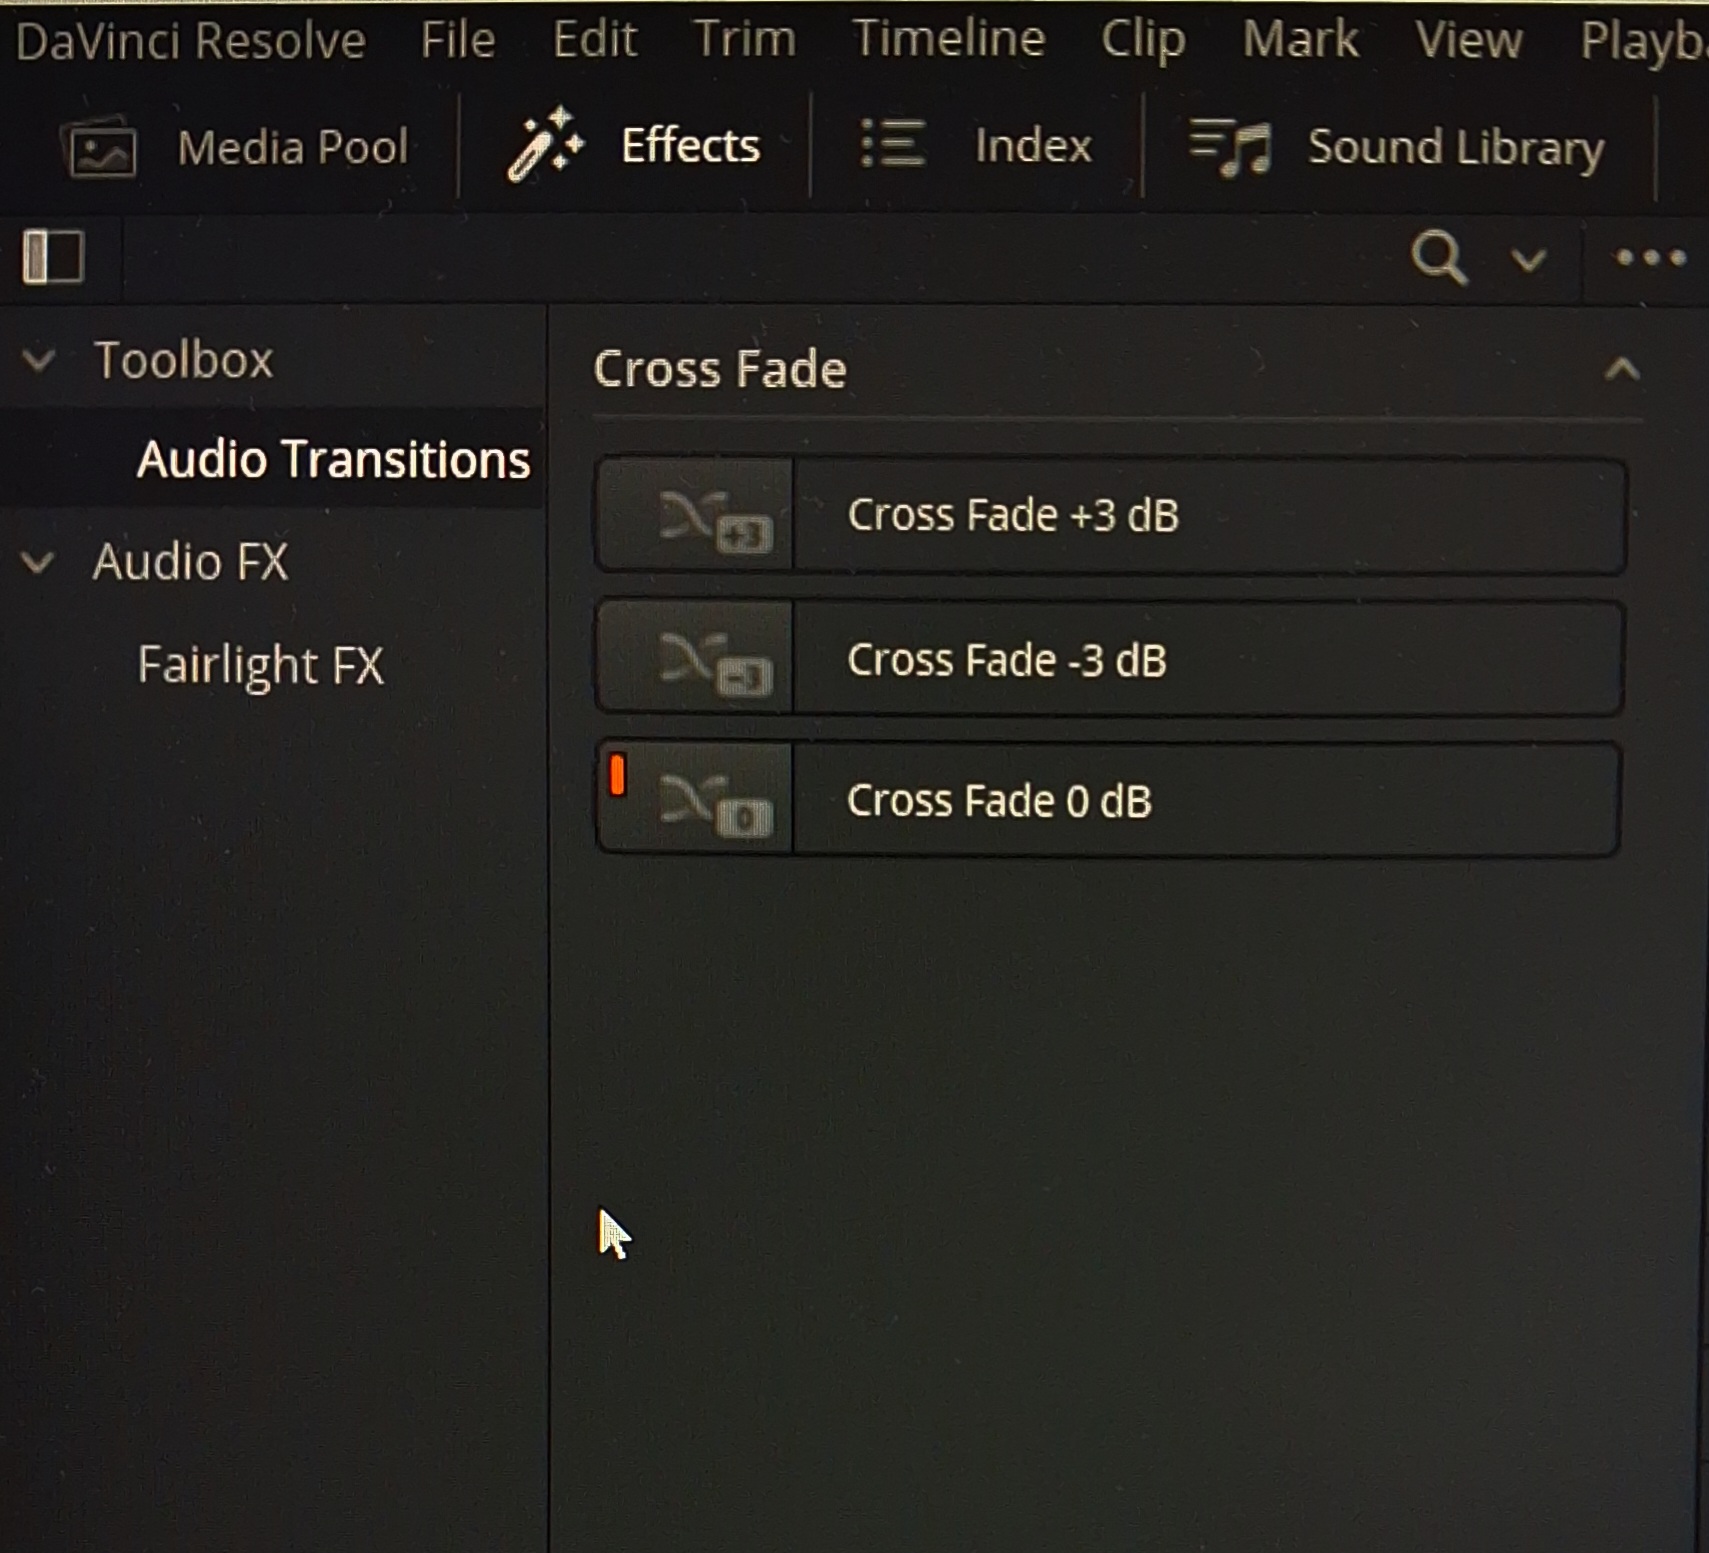 DaVinci Resolve File Edit Trim Timeline Clip Mark View Playb
Media Pool Effects Index Sound Library
Toolbox
Audio Transitions
Audio FX
Fairlight FX
Cross Fade
+3 Cross Fade +3 dB
-3 Cross Fade -3 dB
0 Cross Fade 0 dB